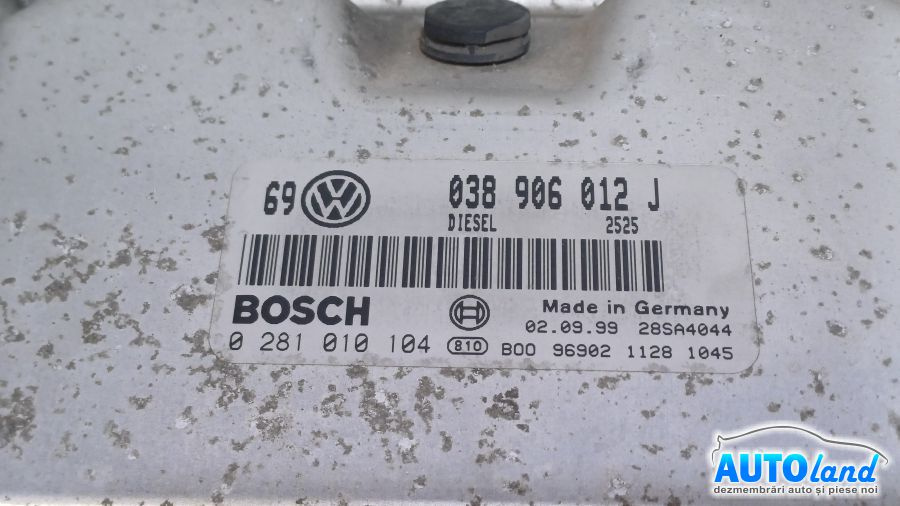 69 VW 038 906 012 J
DIESEL 2525
BOSCH Made in Germany
02.09.99 28SA4044
0 281 010 104 810 B00 96902 1128 1045
AUTOland
dezmembrări auto și piese noi